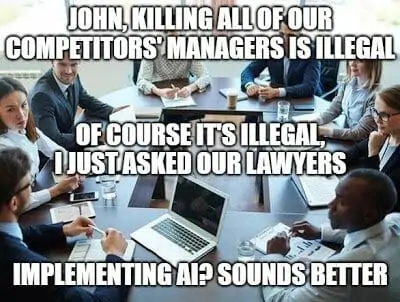 JOHN, KILLING ALL OF OUR
COMPETITORS' MANAGERS IS ILLEGAL
OF COURSE IT'S ILLEGAL,
I JUST ASKED OUR LAWYERS
IMPLEMENTING AI? SOUNDS BETTER